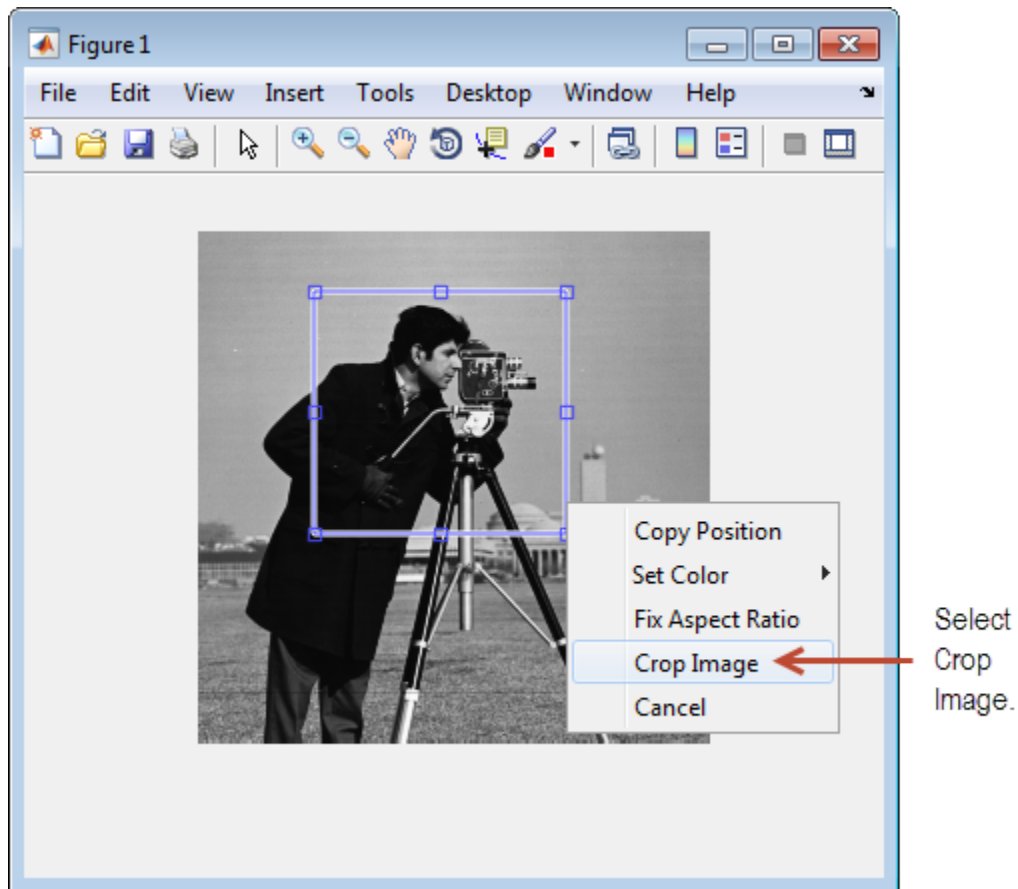 Figure 1
File Edit View Insert Tools Desktop Window Help
Copy Position
Set Color
Fix Aspect Ratio
Crop Image
Cancel
Select
Crop
Image.